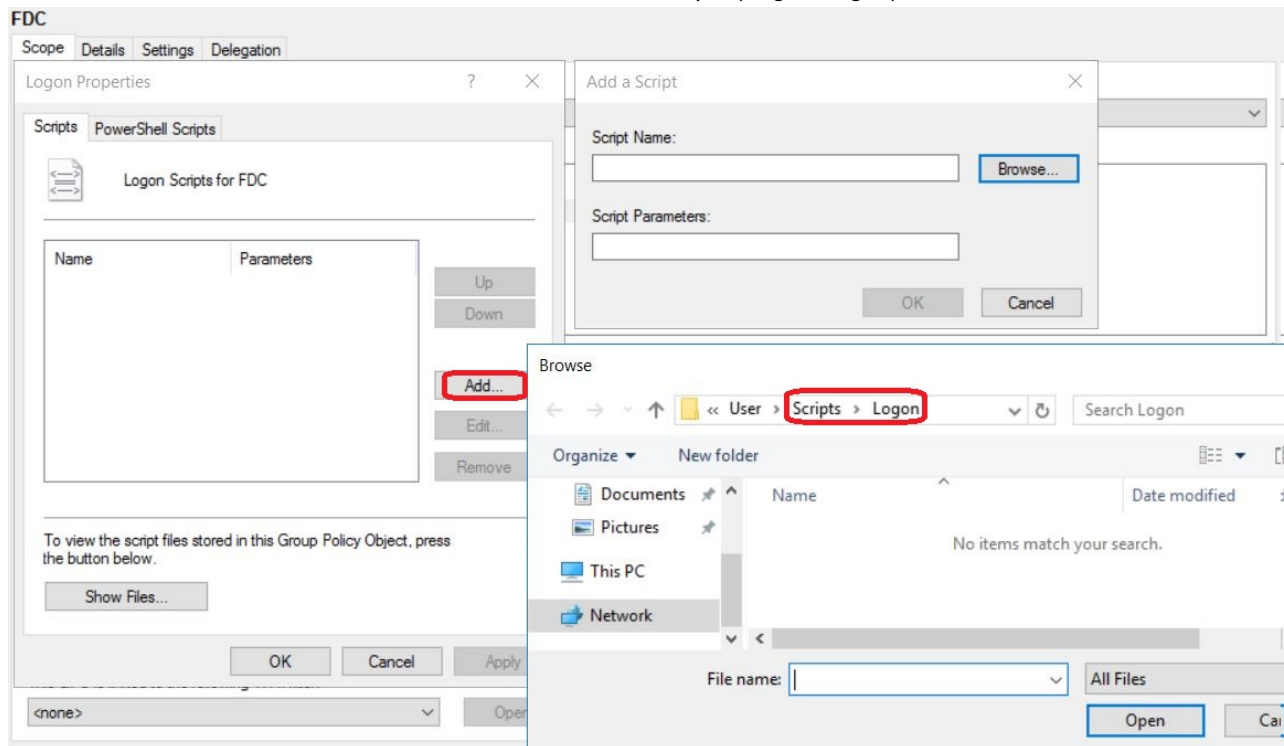 FDC
Scope Details Settings Delegation
Logon Properties ? ×
Scripts PowerShell Scripts
Logon Scripts for FDC
Name Parameters
Up
Down
Add...
Edit...
Remove
To view the script files stored in this Group Policy Object, press
the button below.
Show Files...
OK Cancel Apply
<none>
Open
Add a Script ×
Script Name:
Browse...
Script Parameters:
OK Cancel
Browse
« User › Scripts › Logon
Search Logon
Organize New folder
Documents
Pictures
This PC
Network
Name Date modified
No items match your search.
File name:
All Files
Open